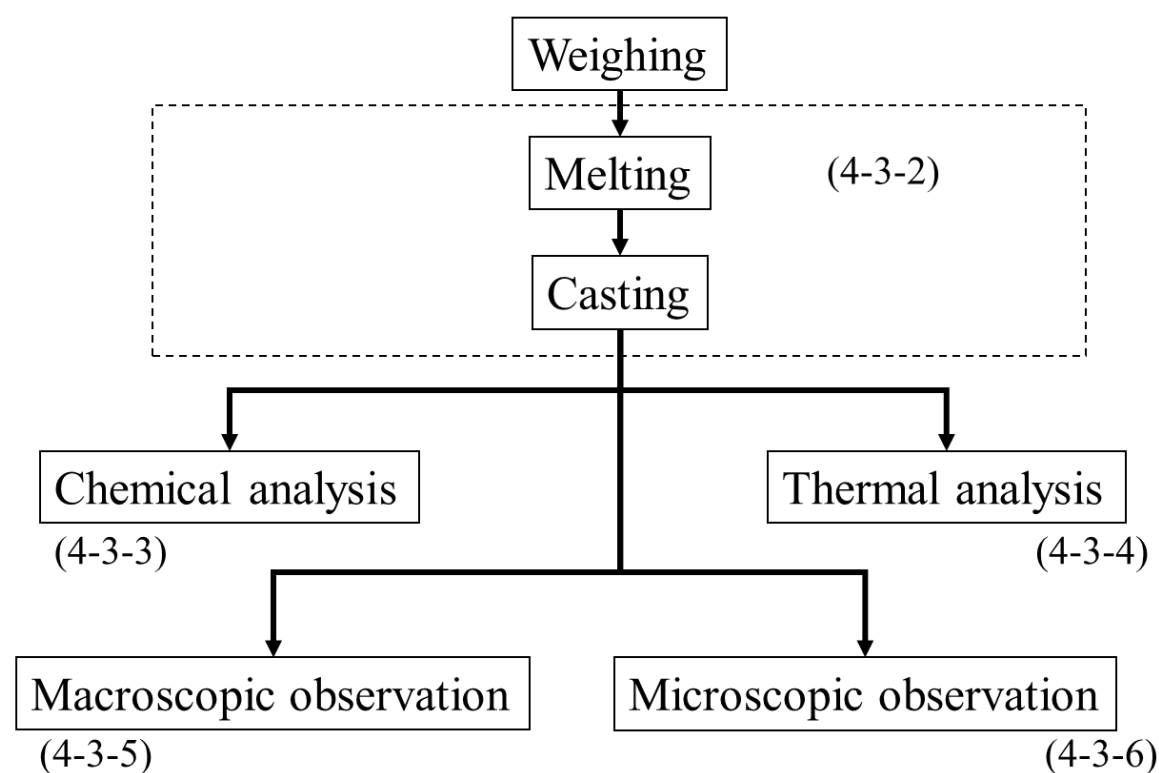 Weighing
Melting
(4-3-2)
Casting
Chemical analysis
Thermal analysis
(4-3-3)
(4-3-4)
Macroscopic observation
Microscopic observation
(4-3-5)
(4-3-6)